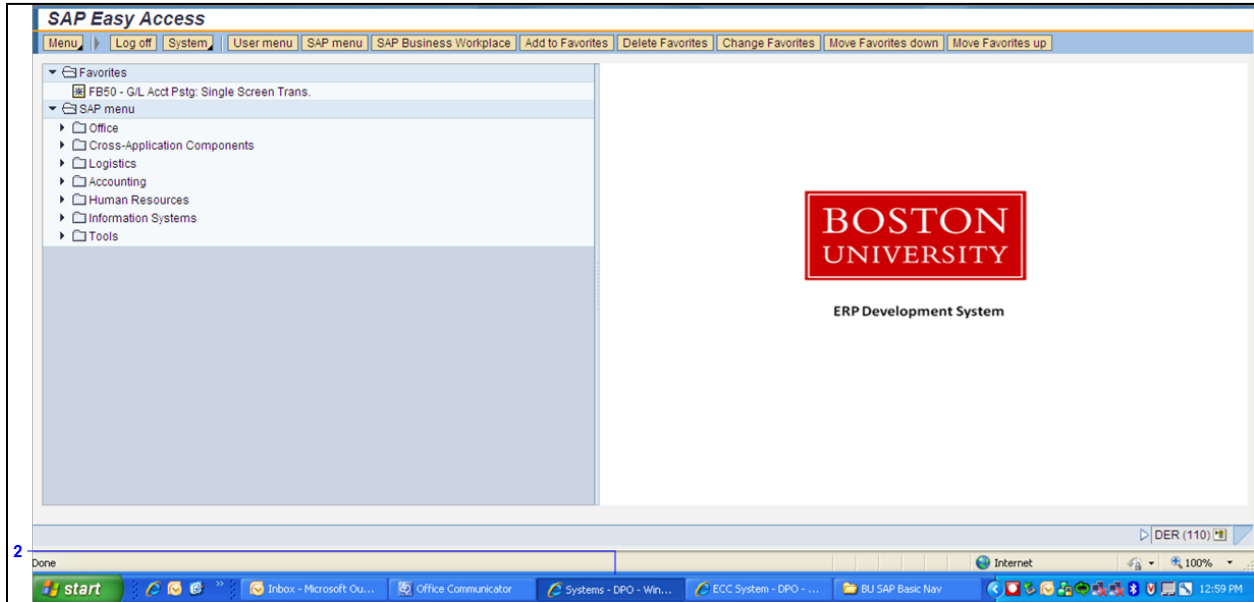 SAP Easy Access
Menu Log off System User menu SAP menu SAP Business Workplace Add to Favorites Delete Favorites Change Favorites Move Favorites down Move Favorites up
Favorites
FB50 - G/L Acct Pstg: Single Screen Trans.
SAP menu
Office
Cross-Application Components
Logistics
Accounting
Human Resources
Information Systems
Tools
BOSTON
UNIVERSITY
ERP Development System
DER (110)
2
Done Internet 100%
start Inbox - Microsoft Ou... Office Communicator Systems - DPO - Win... ECC System - DPO - ... BU SAP Basic Nav 12:59 PM